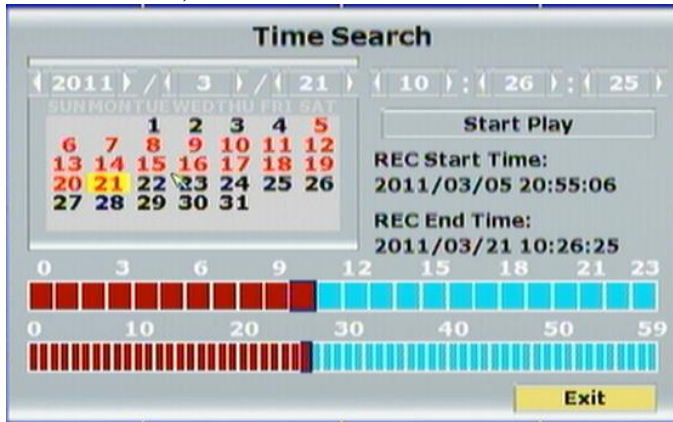 Time Search
2011 / 3 / 21 10 : 26 : 25
SUN MON TUE WED THU FRI SAT
1 2 3 4 5
6 7 8 9 10 11 12
13 14 15 16 17 18 19
20 21 22 23 24 25 26
27 28 29 30 31
Start Play
REC Start Time:
2011/03/05 20:55:06
REC End Time:
2011/03/21 10:26:25
0 3 6 9 12 15 18 21 23
0 10 20 30 40 50 59
Exit